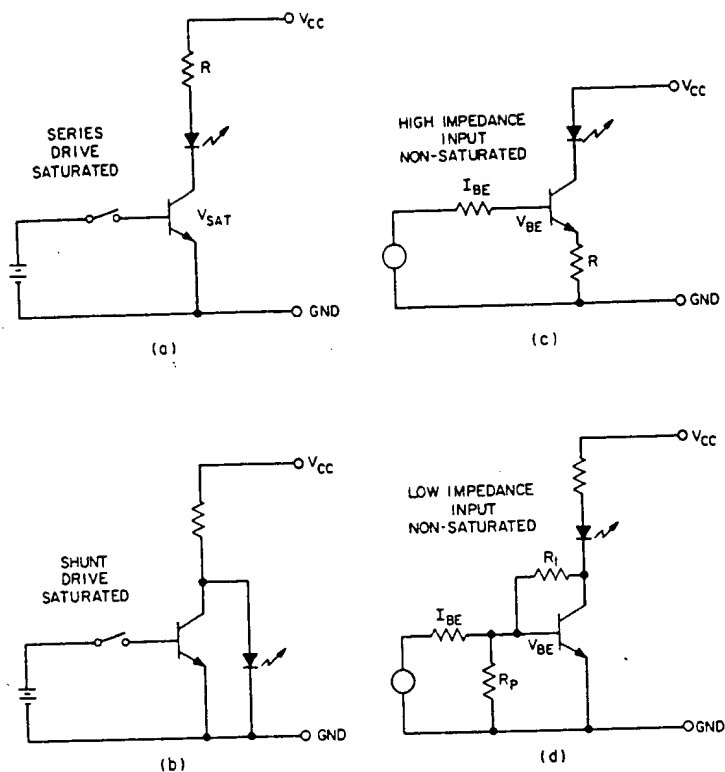 V_CC
R
SERIES
DRIVE
SATURATED
V_SAT
GND
(a)
V_CC
HIGH IMPEDANCE
INPUT
NON-SATURATED
I_BE
V_BE
R
GND
(c)
V_CC
SHUNT
DRIVE
SATURATED
GND
(b)
V_CC
LOW IMPEDANCE
INPUT
NON-SATURATED
R_1
I_BE
V_BE
R_P
GND
(d)